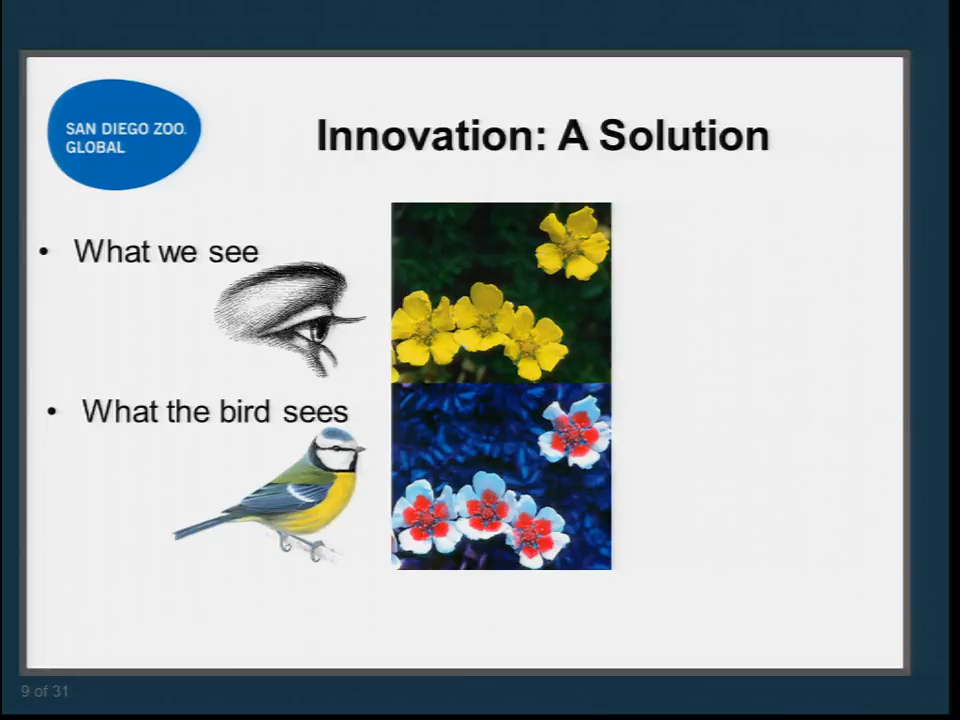 SAN DIEGO ZOO.
GLOBAL
Innovation: A Solution
• What we see
• What the bird sees
9 of 31